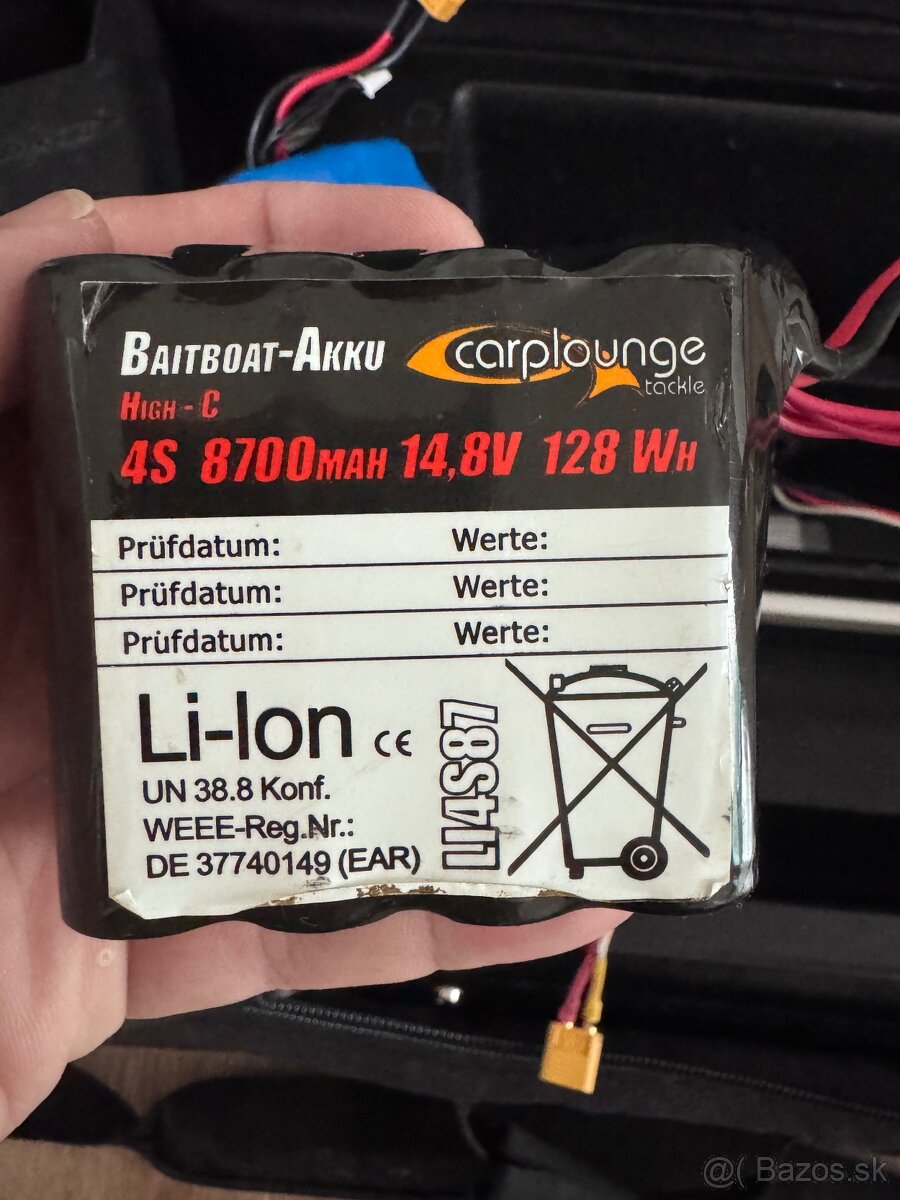 BAITBOAT-AKKU
carplounge
tackle
HIGH - C
4S 8700MAH 14,8V 128 WH
Prüfdatum: Werte:
Prüfdatum: Werte:
Prüfdatum: Werte:
Li-Ion CE
UN 38.8 Konf.
WEEE-Reg.Nr.:
DE 37740149 (EAR)
LI4S87
@( Bazos.sk